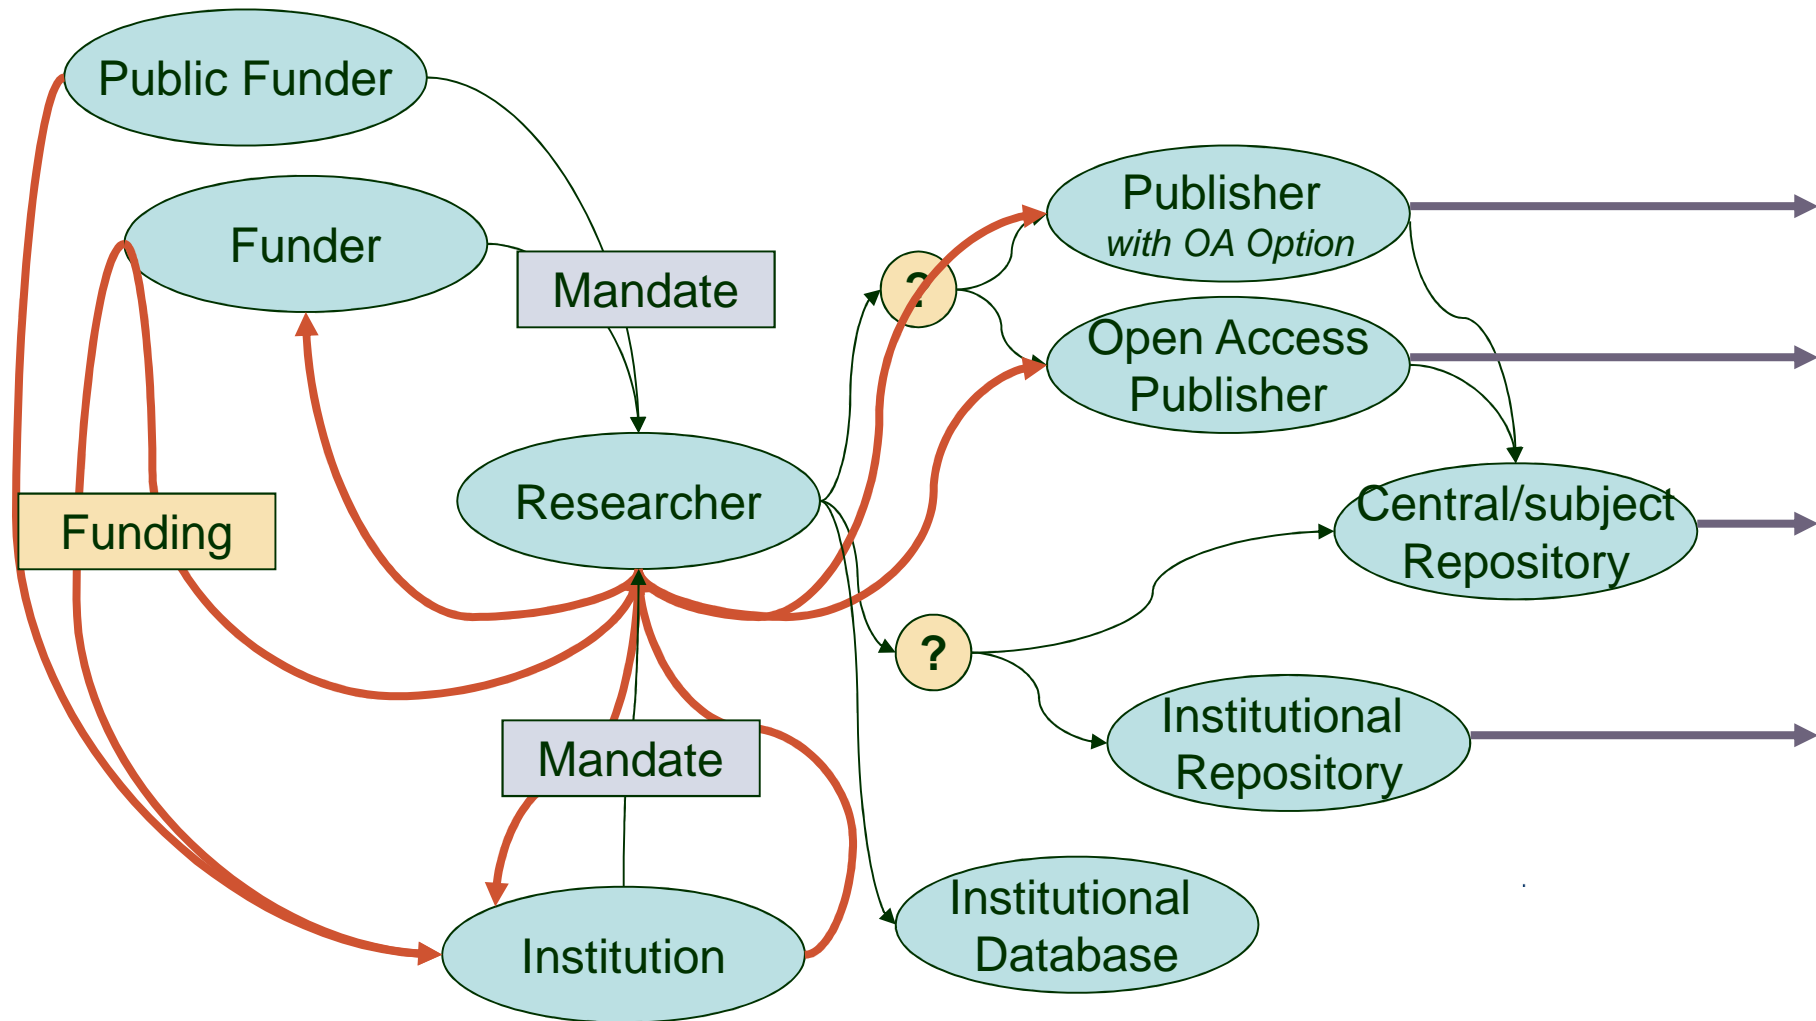 Public Funder
Funder
Mandate
?
Publisher
with OA Option
Open Access
Publisher
Researcher
Funding
Central/subject
Repository
?
Mandate
Institutional
Repository
Institution
Institutional
Database